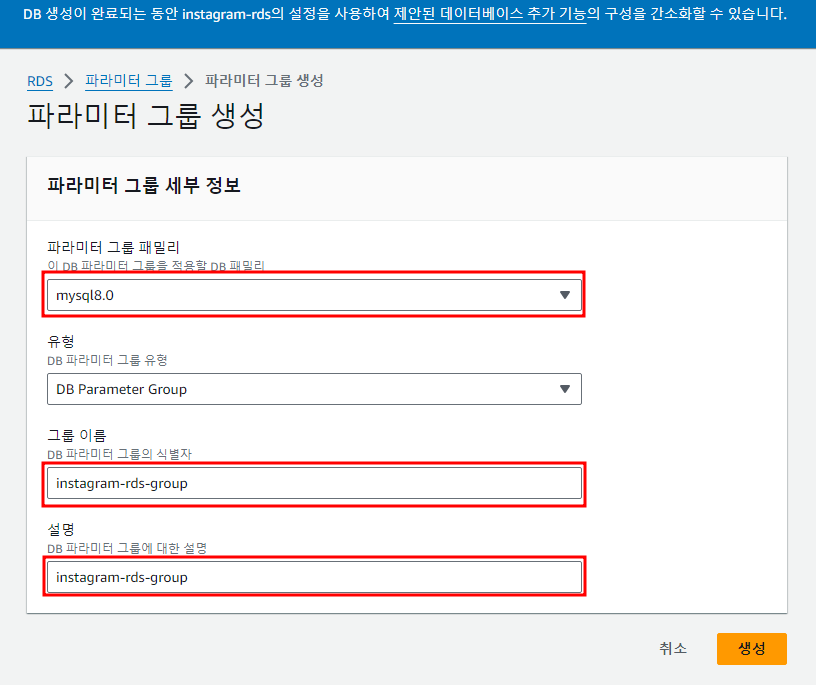 DB 생성이 완료되는 동안 instagram-rds의 설정을 사용하여 제안된 데이터베이스 추가 기능의 구성을 간소화할 수 있습니다.
RDS > 파라미터 그룹 > 파라미터 그룹 생성
파라미터 그룹 생성
파라미터 그룹 세부 정보
파라미터 그룹 패밀리
이 DB 파라미터 그룹을 적용할 DB 패밀리
mysql8.0
유형
DB 파라미터 그룹 유형
DB Parameter Group
그룹 이름
DB 파라미터 그룹의 식별자
instagram-rds-group
설명
DB 파라미터 그룹에 대한 설명
instagram-rds-group
취소 생성